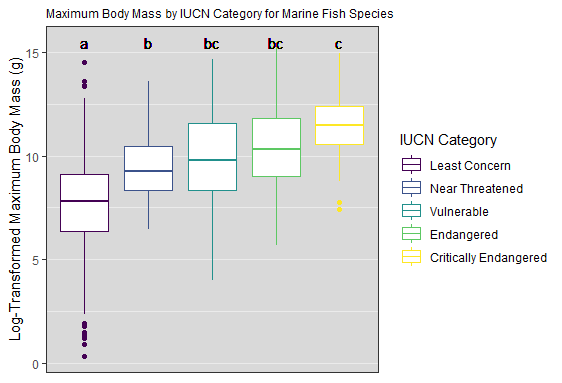 Maximum Body Mass by IUCN Category for Marine Fish Species
Log-Transformed Maximum Body Mass (g)
15
10
5
0
a b bc bc c
IUCN Category
Least Concern
Near Threatened
Vulnerable
Endangered
Critically Endangered